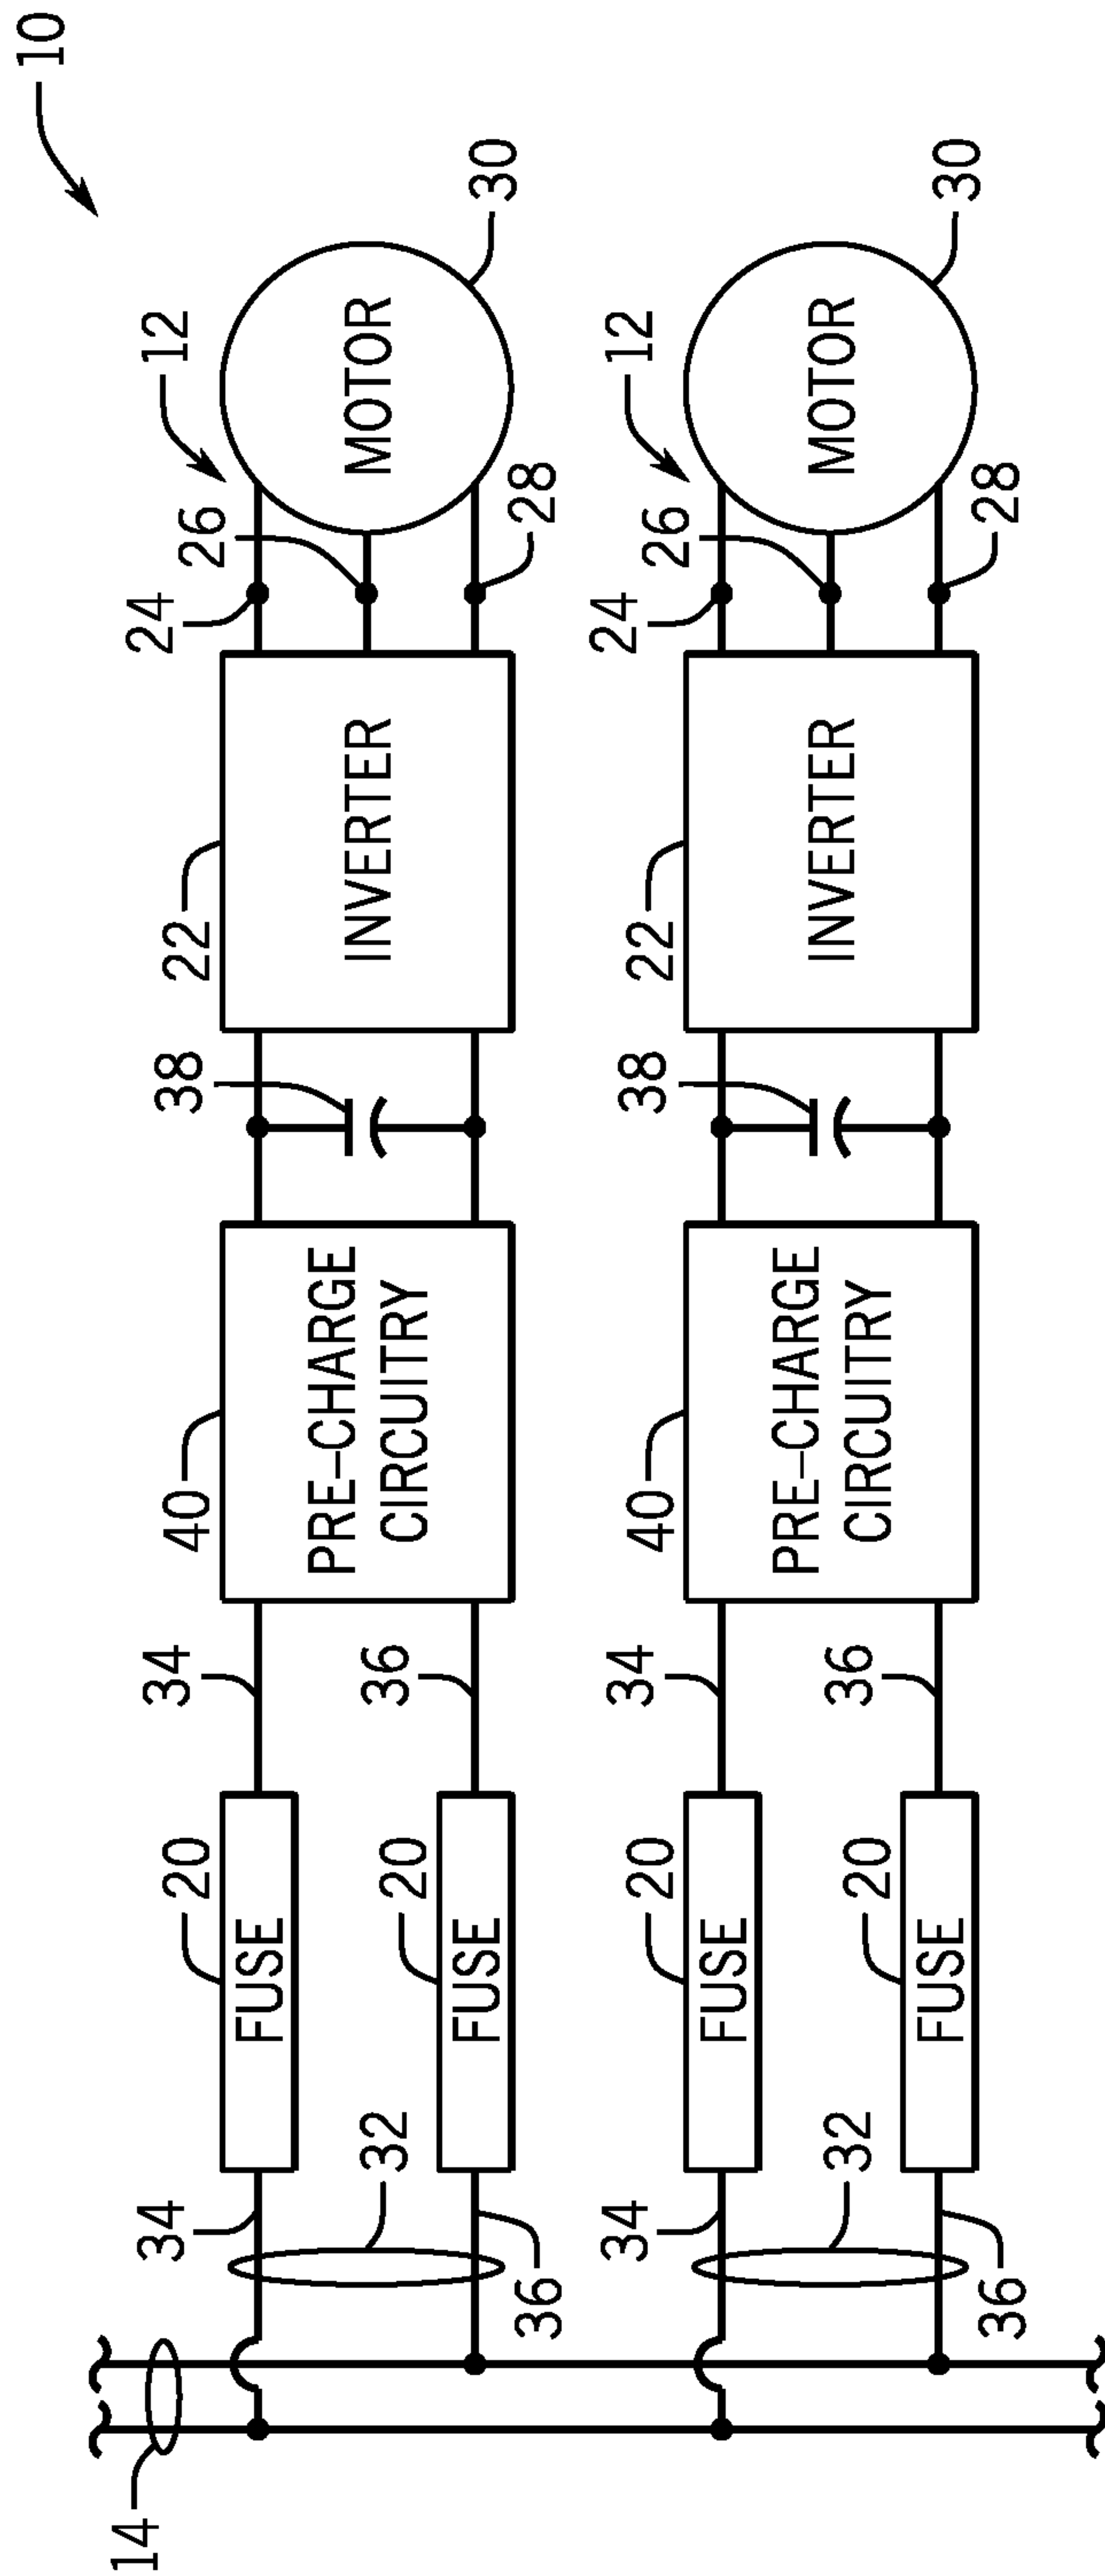 10
14
34
20
34
40
38
22
24
26
12
FUSE
PRE–CHARGE
CIRCUITRY
INVERTER
MOTOR
32
20
36
FUSE
36
28
30
34
20
34
40
38
22
24
26
12
FUSE
PRE–CHARGE
CIRCUITRY
INVERTER
MOTOR
32
20
36
FUSE
36
28
30